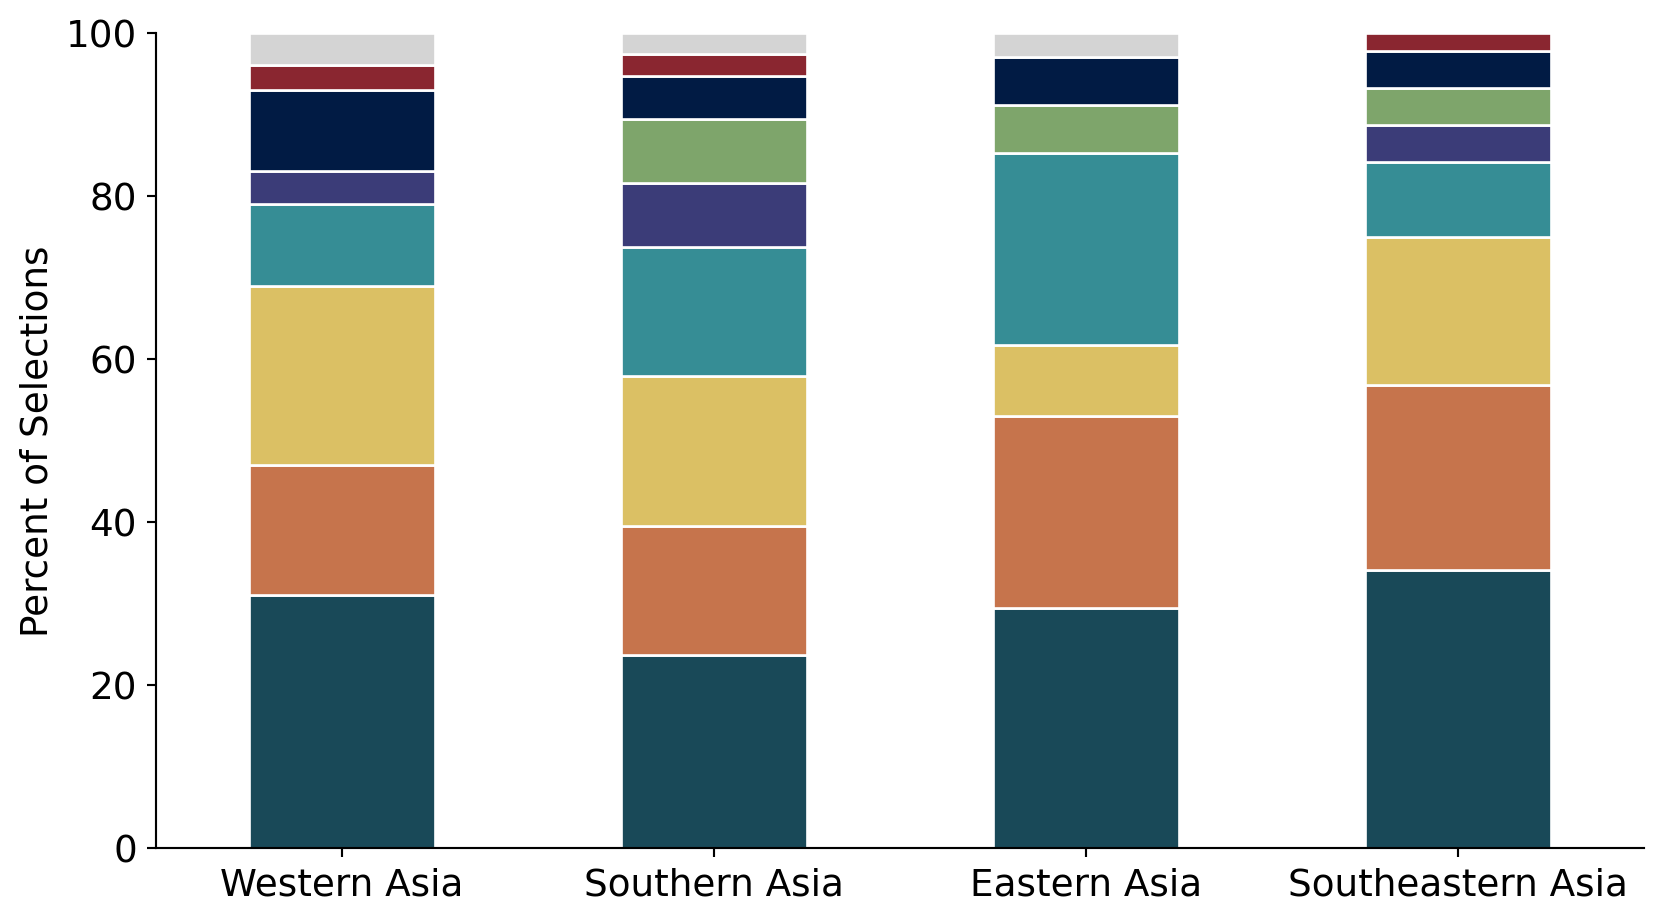 Percent of Selections
100
80
60
40
20
0
Western Asia
Southern Asia
Eastern Asia
Southeastern Asia